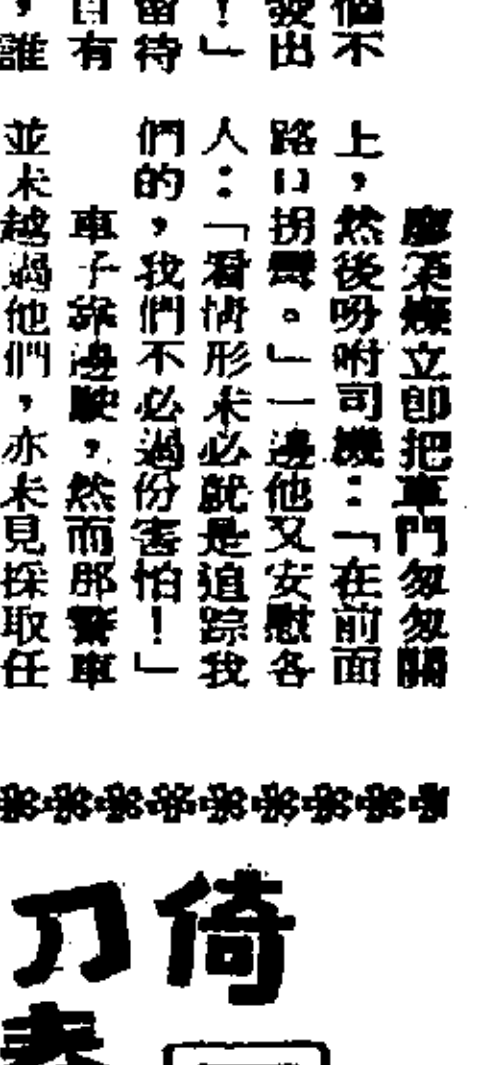 個不
發出
！」
留待
有
，誰
廖榮燦立即把車門匆匆關
上，然後吩咐司機：「在前面
路口拐彎。」一邊他又安慰各
人：「看情形未必就是追踪我
們的，我們不必過份害怕！」
車子靠邊駛，然而那警車
並未越過他們，亦未見採取任
倚
刀